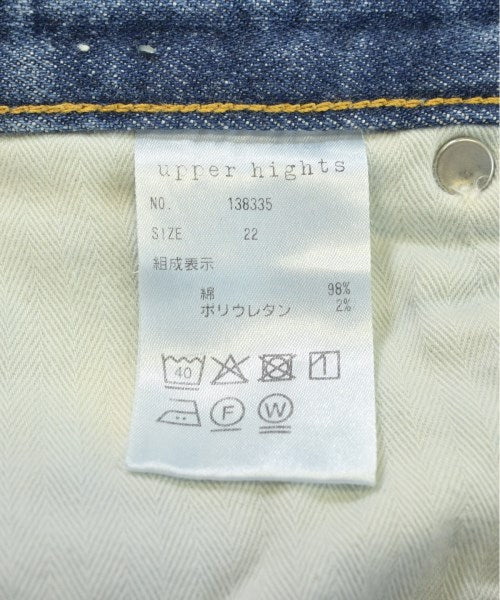 upper hights
NO. 138335
SIZE 22
組成表示
綿 98%
ポリウレタン 2%
40
F W